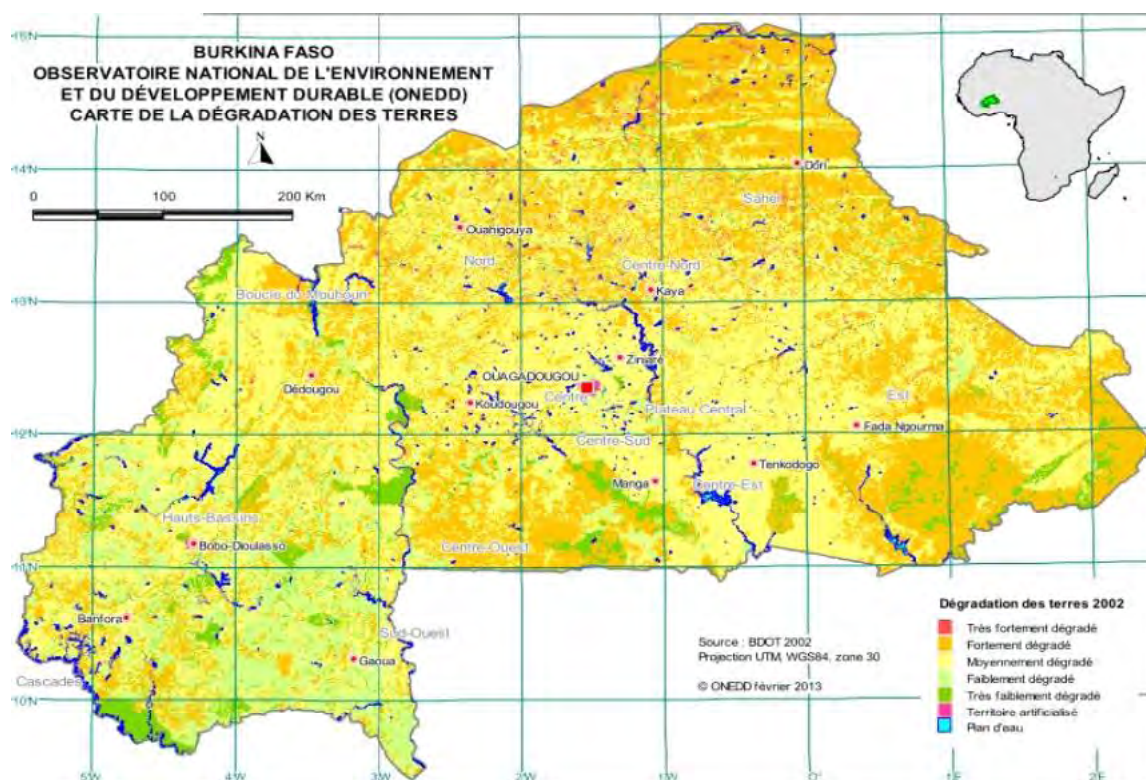 BURKINA FASO
OBSERVATOIRE NATIONAL DE L'ENVIRONNEMENT
ET DU DÉVELOPPEMENT DURABLE (ONEDD)
CARTE DE LA DÉGRADATION DES TERRES
N
0 100 200 Km
15°N
14°N
13°N
12°N
10°N
Dori
Sahel
Ouahigouya
Nord
Centre-Nord
Kaya
Boucle du Mouhoun
Ziniaré
Dédougou
OUAGADOUGOU
Centre
Koudougou
Plateau Central
Est
Fada Ngourma
Centre-Sud
Tenkodogo
Manga
Centre-Est
Hauts-Bassins
Bobo-Dioulasso
Centre-Ouest
Banfora
Sud-Ouest
Gaoua
Cascades
Source : BDOT 2002
Projection UTM, WGS84, zone 30
© ONEDD février 2013
Dégradation des terres 2002
Très fortement dégradé
Fortement dégradé
Moyennement dégradé
Faiblement dégradé
Très faiblement dégradé
Territoire artificialisé
Plan d'eau
5°W 4°W 3°W 2°W 1°W 0° 1°E 2°E